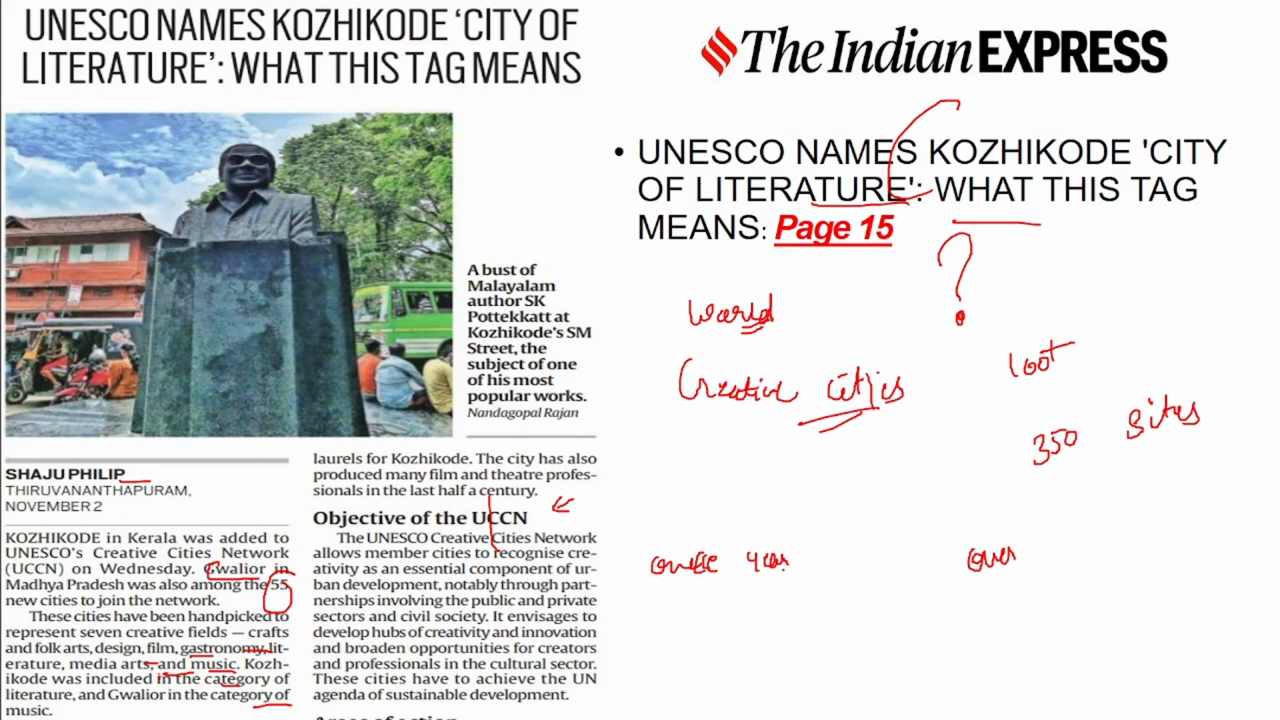 UNESCO NAMES KOZHIKODE ‘CITY OF
LITERATURE’: WHAT THIS TAG MEANS
A bust of
Malayalam
author SK
Pottekkatt at
Kozhikode's SM
Street, the
subject of one
of his most
popular works.
Nandagopal Rajan
SHAJU PHILIP
THIRUVANANTHAPURAM,
NOVEMBER 2
KOZHIKODE in Kerala was added to
UNESCO's Creative Cities Network
(UCCN) on Wednesday. Gwalior in
Madhya Pradesh was also among the 55
new cities to join the network.
These cities have been handpicked to
represent seven creative fields — crafts
and folk arts, design, film, gastronomy, lit-
erature, media arts, and music. Kozh-
ikode was included in the category of
literature, and Gwalior in the category of
music.
laurels for Kozhikode. The city has also
produced many film and theatre profes-
sionals in the last half a century.
Objective of the UCCN
The UNESCO Creative Cities Network
allows member cities to recognise cre-
ativity as an essential component of ur-
ban development, notably through part-
nerships involving the public and private
sectors and civil society. It envisages to
develop hubs of creativity and innovation
and broaden opportunities for creators
and professionals in the cultural sector.
These cities have to achieve the UN
agenda of sustainable development.
Areas of action
The Indian EXPRESS
• UNESCO NAMES KOZHIKODE 'CITY
OF LITERATURE': WHAT THIS TAG
MEANS: Page 15
World
Creative cities
100+
350 Sites
over